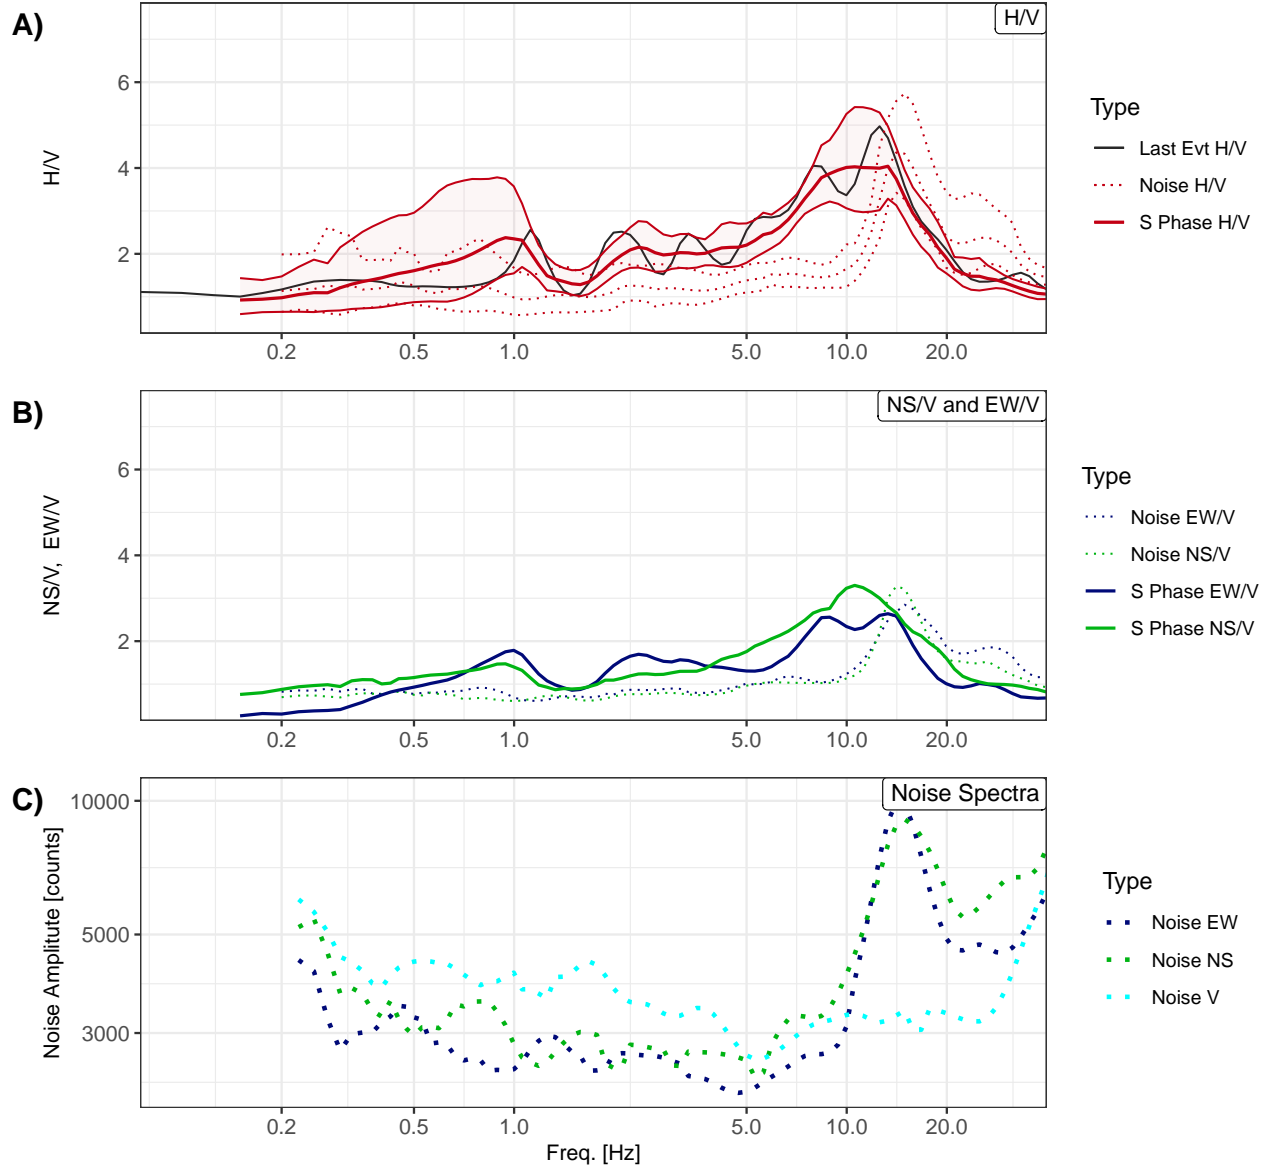 A)
H/V
6
4
2
H/V
0.2 0.5 1.0 5.0 10.0 20.0
Type
Last Evt H/V
Noise H/V
S Phase H/V
B)
NS/V and EW/V
6
4
2
NS/V, EW/V
0.2 0.5 1.0 5.0 10.0 20.0
Type
Noise EW/V
Noise NS/V
S Phase EW/V
S Phase NS/V
C)
Noise Spectra
10000
5000
3000
Noise Amplitute [counts]
0.2 0.5 1.0 5.0 10.0 20.0
Freq. [Hz]
Type
Noise EW
Noise NS
Noise V